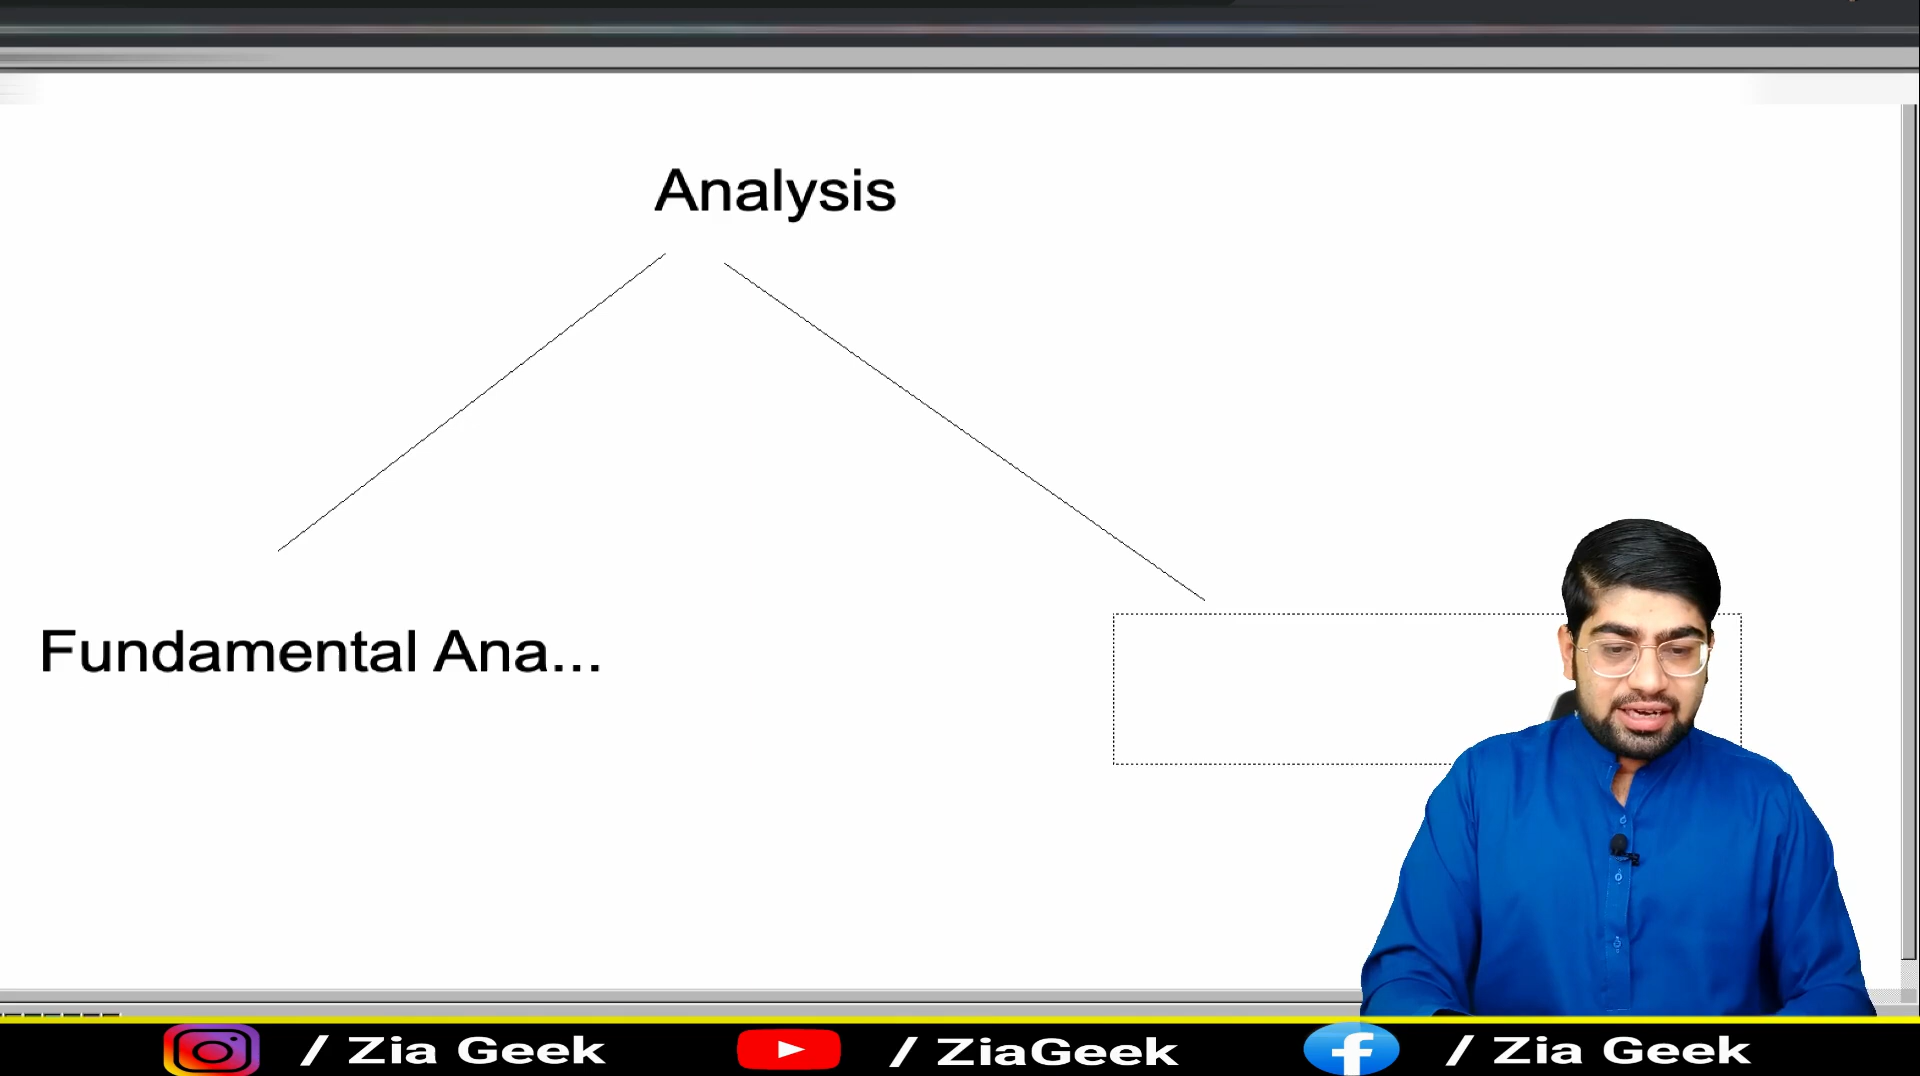 Analysis
Fundamental Ana...
/ Zia Geek
/ ZiaGeek
/ Zia Geek